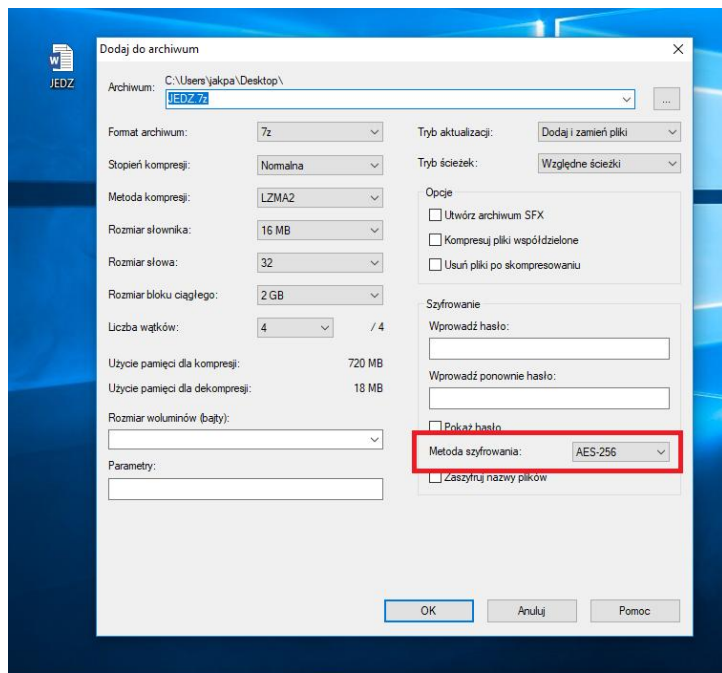 JEDZ
Dodaj do archiwum
Archiwum:
C:\Users\jakpa\Desktop\
JEDZ.7z
...
Format archiwum:
7z
Stopień kompresji:
Normalna
Metoda kompresji:
LZMA2
Rozmiar słownika:
16 MB
Rozmiar słowa:
32
Rozmiar bloku ciągłego:
2 GB
Liczba wątków:
4
/ 4
Użycie pamięci dla kompresji:
720 MB
Użycie pamięci dla dekompresji:
18 MB
Rozmiar woluminów (bajty):
Parametry:
Tryb aktualizacji:
Dodaj i zamień pliki
Tryb ścieżek:
Względne ścieżki
Opcje
Utwórz archiwum SFX
Kompresuj pliki współdzielone
Usuń pliki po skompresowaniu
Szyfrowanie
Wprowadź hasło:
Wprowadź ponownie hasło:
Pokaż hasło
Metoda szyfrowania:
AES-256
Zaszyfruj nazwy plików
OK
Anuluj
Pomoc